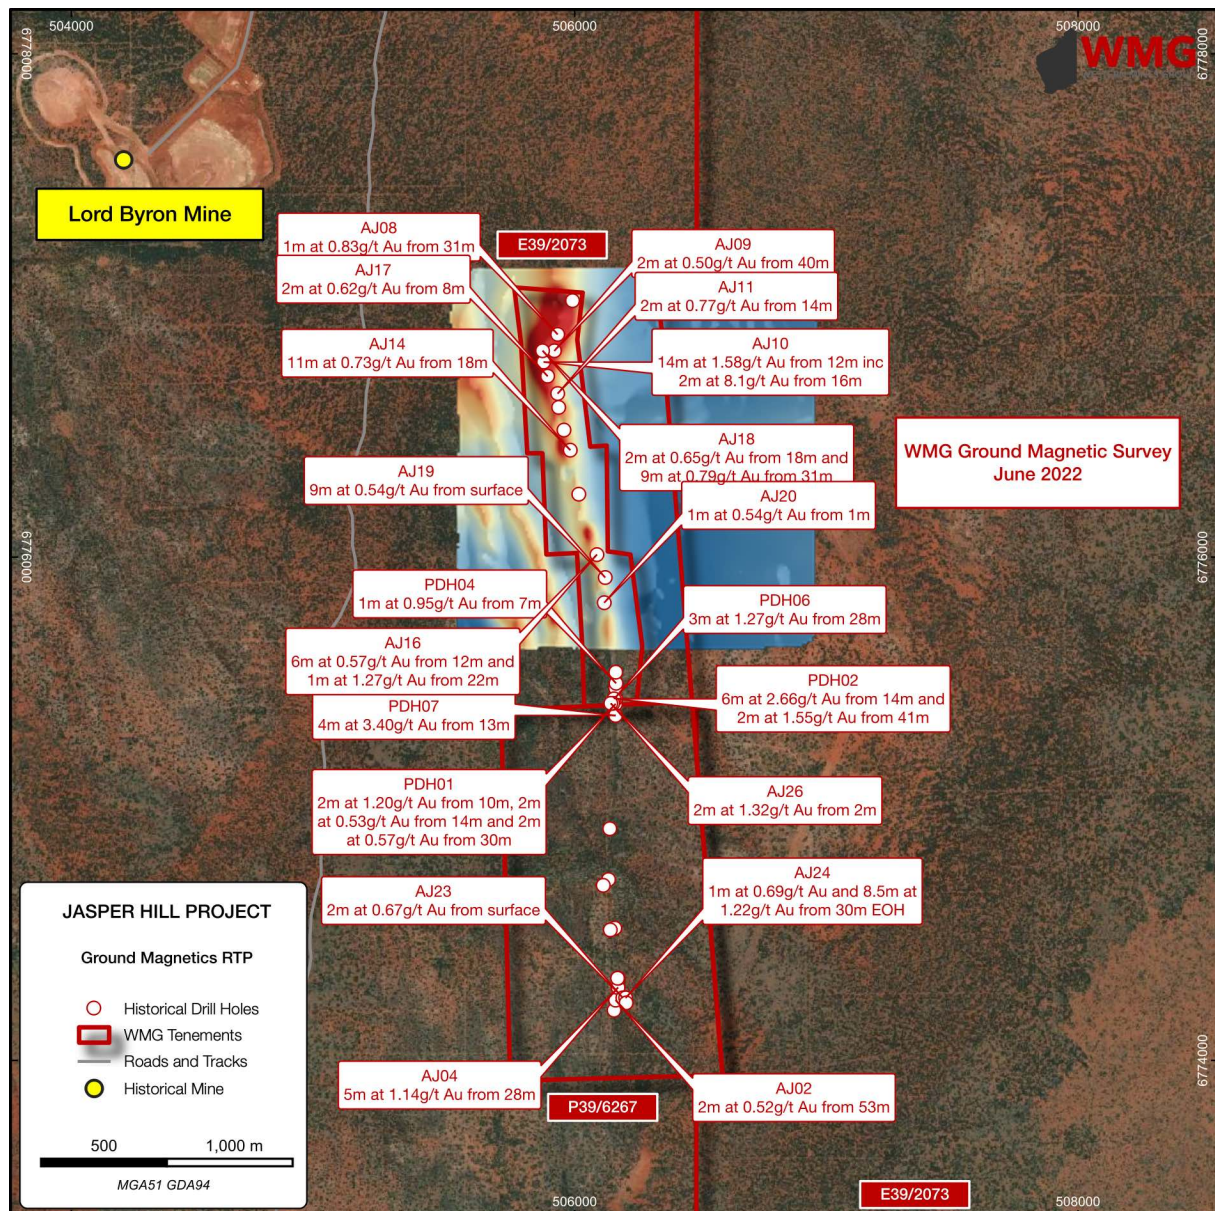 504000
506000
508000
6778000
6778000
WMG
Lord Byron Mine
AJ08
1m at 0.83g/t Au from 31m
E39/2073
AJ09
2m at 0.50g/t Au from 40m
AJ17
2m at 0.62g/t Au from 8m
AJ11
2m at 0.77g/t Au from 14m
AJ14
11m at 0.73g/t Au from 18m
AJ10
14m at 1.58g/t Au from 12m inc
2m at 8.1g/t Au from 16m
WMG Ground Magnetic Survey
June 2022
AJ18
2m at 0.65g/t Au from 18m and
9m at 0.79g/t Au from 31m
AJ19
9m at 0.54g/t Au from surface
AJ20
1m at 0.54g/t Au from 1m
6776000
6776000
PDH04
1m at 0.95g/t Au from 7m
PDH06
3m at 1.27g/t Au from 28m
AJ16
6m at 0.57g/t Au from 12m and
1m at 1.27g/t Au from 22m
PDH02
6m at 2.66g/t Au from 14m and
2m at 1.55g/t Au from 41m
PDH07
4m at 3.40g/t Au from 13m
PDH01
2m at 1.20g/t Au from 10m, 2m
at 0.53g/t Au from 14m and 2m
at 0.57g/t Au from 30m
AJ26
2m at 1.32g/t Au from 2m
AJ23
2m at 0.67g/t Au from surface
AJ24
1m at 0.69g/t Au and 8.5m at
1.22g/t Au from 30m EOH
AJ04
5m at 1.14g/t Au from 28m
AJ02
2m at 0.52g/t Au from 53m
6774000
P39/6267
JASPER HILL PROJECT
Ground Magnetics RTP
Historical Drill Holes
WMG Tenements
Roads and Tracks
Historical Mine
500
1,000 m
MGA51 GDA94
E39/2073
506000
508000